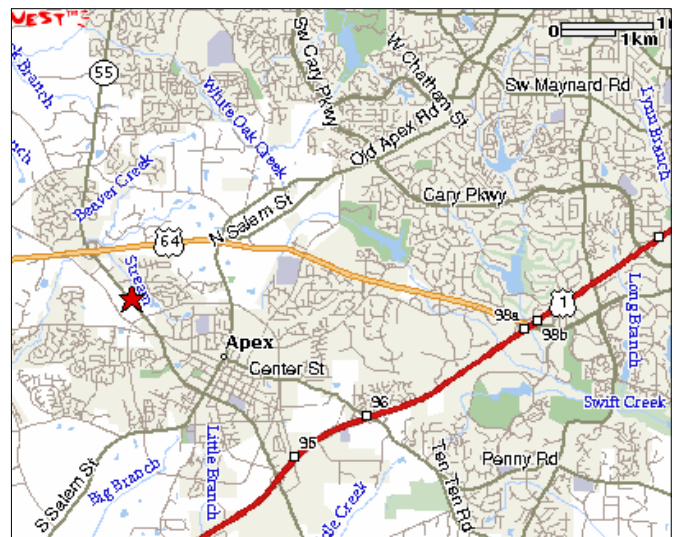 UEST
0
1km
55
Sw Cary Pkwy
W Chatham St
Sw Maynard Rd
Lynn Branch
Branch
White Oak Creek
Old Apex Rd
Beaver Creek
Cary Pkwy
N Salem St
64
Stream
1
98a
98b
Long Branch
Apex
Center St
Swift Creek
96
95
Little Branch
Penny Rd
Ten Ten Rd
S Salem St
Big Branch
Creek